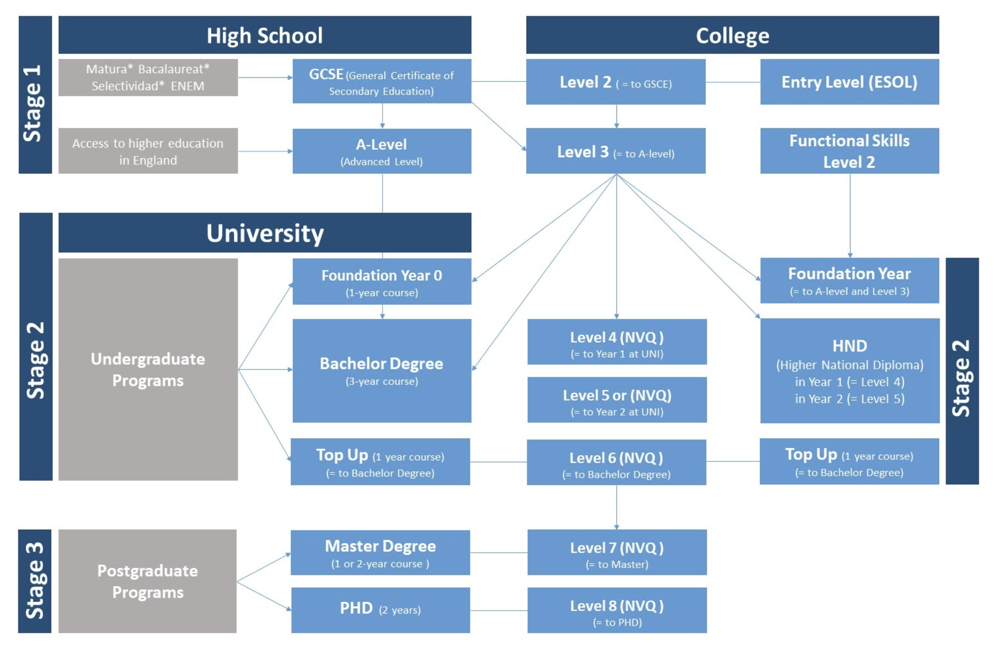 Stage 1
High School
College
Matura* Bacalaureat*
Selectividad* ENEM
GCSE (General Certificate of
Secondary Education)
Level 2 ( = to GSCE)
Entry Level (ESOL)
Access to higher education
in England
A-Level
(Advanced Level)
Level 3 (= to A-level)
Functional Skills
Level 2
Stage 2
University
Undergraduate
Programs
Foundation Year 0
(1-year course)
Foundation Year
(= to A-level and Level 3)
Stage 2
Bachelor Degree
(3-year course)
Level 4 (NVQ )
(= to Year 1 at UNI)
Level 5 or (NVQ)
(= to Year 2 at UNI)
HND
(Higher National Diploma)
in Year 1 (= Level 4)
in Year 2 (= Level 5)
Top Up (1 year course)
(= to Bachelor Degree)
Level 6 (NVQ )
(= to Bachelor Degree)
Top Up (1 year course)
(= to Bachelor Degree)
Stage 3
Postgraduate
Programs
Master Degree
(1 or 2-year course )
Level 7 (NVQ )
(= to Master)
PHD (2 years)
Level 8 (NVQ )
(= to PHD)